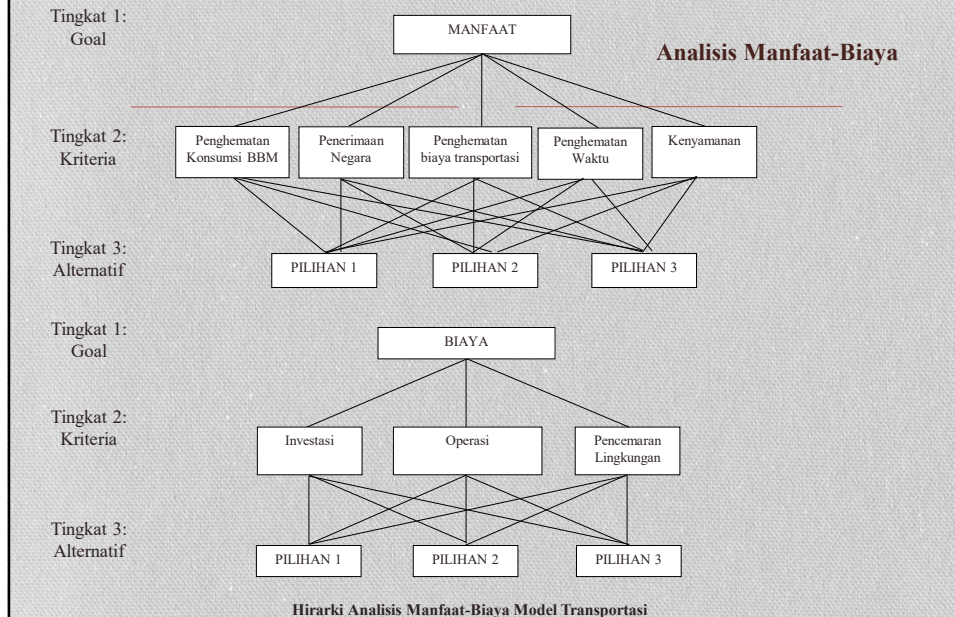 Tingkat 1:
Goal
MANFAAT
Analisis Manfaat-Biaya
Tingkat 2:
Kriteria
Penghematan
Konsumsi BBM
Penerimaan
Negara
Penghematan
biaya transportasi
Penghematan
Waktu
Kenyamanan
Tingkat 3:
Alternatif
PILIHAN 1
PILIHAN 2
PILIHAN 3
Tingkat 1:
Goal
BIAYA
Tingkat 2:
Kriteria
Investasi
Operasi
Pencemaran
Lingkungan
Tingkat 3:
Alternatif
PILIHAN 1
PILIHAN 2
PILIHAN 3
Hirarki Analisis Manfaat-Biaya Model Transportasi